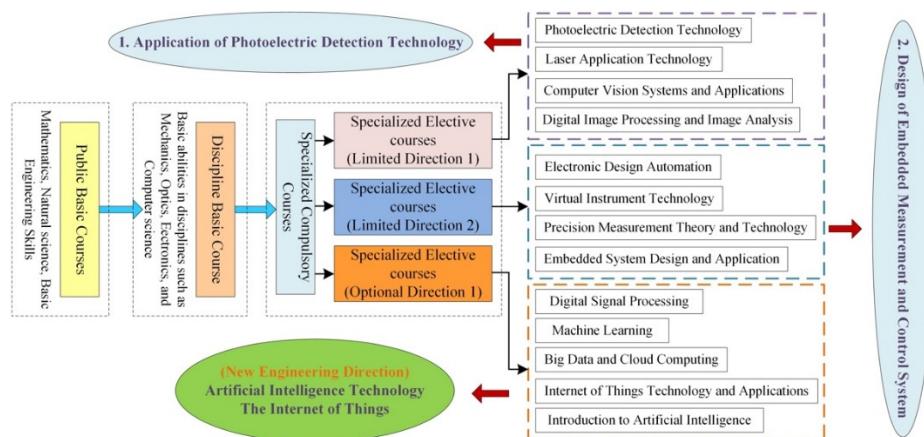 1. Application of Photoelectric Detection Technology
Public Basic Courses
Mathematics, Natural science, Basic
Engineering Skills
Discipline Basic Course
Basic abilities in disciplines such as
Mechanics, Optics, Eectronics, and
Computer science
Specialized Compulsory
Courses
Specialized Elective
courses
(Limited Direction 1)
Specialized Elective
courses
(Limited Direction 2)
Specialized Elective
courses
(Optional Direction 1)
Photoelectric Detection Technology
Laser Application Technology
Computer Vision Systems and Applications
Digital Image Processing and Image Analysis
Electronic Design Automation
Virtual Instrument Technology
Precision Measurement Theory and Technology
Embedded System Design and Application
Digital Signal Processing
Machine Learning
Big Data and Cloud Computing
Internet of Things Technology and Applications
Introduction to Artificial Intelligence
(New Engineering Direction)
Artificial Intelligence Technology
The Internet of Things
2. Design of Embedded Measurement and Control System